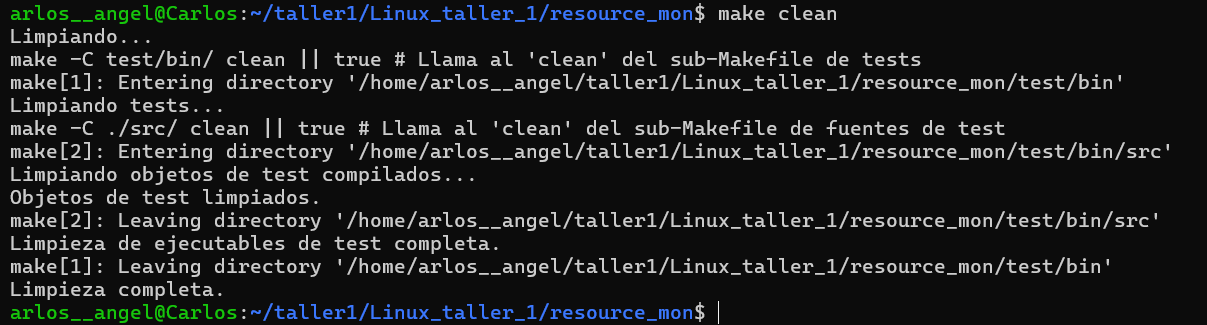 arlos__angel@Carlos:~/taller1/Linux_taller_1/resource_mon$ make clean
Limpiando...
make -C test/bin/ clean || true # Llama al 'clean' del sub-Makefile de tests
make[1]: Entering directory '/home/arlos__angel/taller1/Linux_taller_1/resource_mon/test/bin'
Limpiando tests...
make -C ./src/ clean || true # Llama al 'clean' del sub-Makefile de fuentes de test
make[2]: Entering directory '/home/arlos__angel/taller1/Linux_taller_1/resource_mon/test/bin/src'
Limpiando objetos de test compilados...
Objetos de test limpiados.
make[2]: Leaving directory '/home/arlos__angel/taller1/Linux_taller_1/resource_mon/test/bin/src'
Limpieza de ejecutables de test completa.
make[1]: Leaving directory '/home/arlos__angel/taller1/Linux_taller_1/resource_mon/test/bin'
Limpieza completa.
arlos__angel@Carlos:~/taller1/Linux_taller_1/resource_mon$